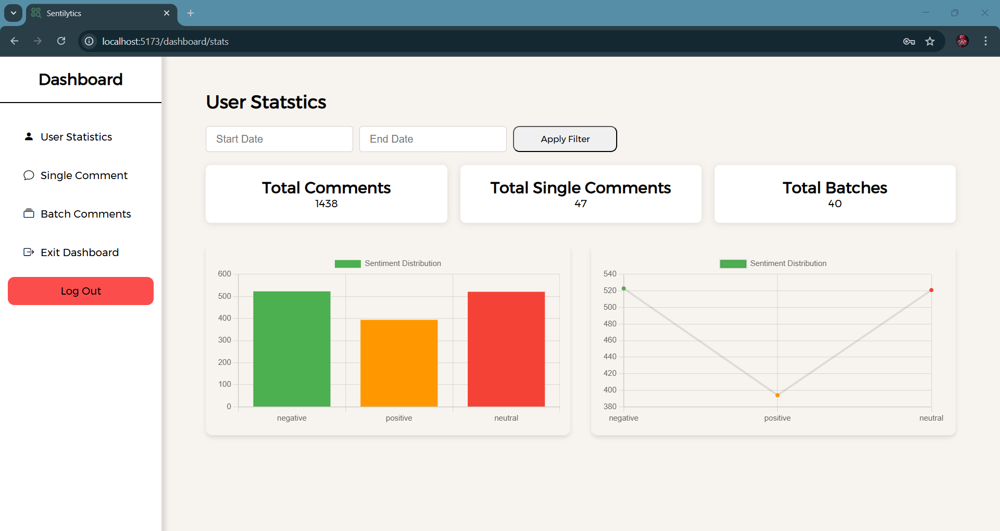 Sentilytics
localhost:5173/dashboard/stats
Dashboard
User Statistics
Single Comment
Batch Comments
Exit Dashboard
Log Out
User Statstics
Start Date
End Date
Apply Filter
Total Comments
1438
Total Single Comments
47
Total Batches
40
Sentiment Distribution
600
500
400
300
200
100
0
negative positive neutral
Sentiment Distribution
540
520
500
480
460
440
420
400
380
negative positive neutral